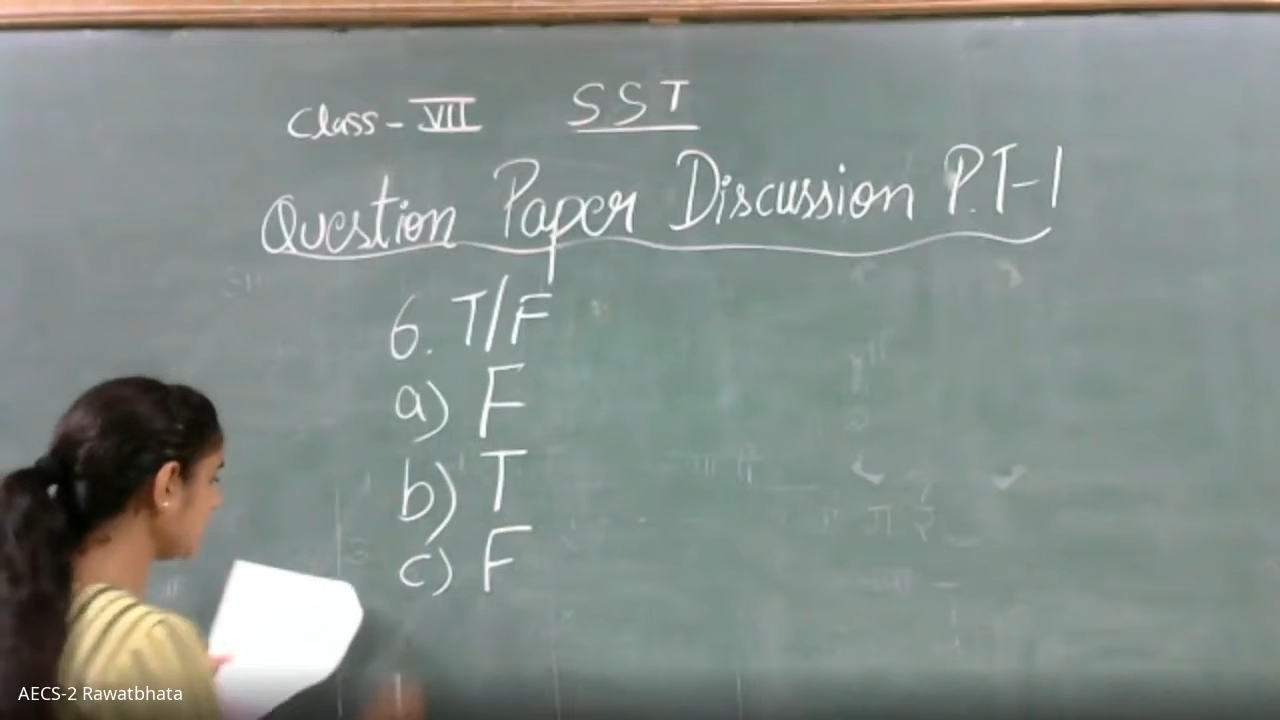 Class - VII SST
Question Paper Discussion P.T-1
6. T/F
a) F
b) T
c) F
AECS-2 Rawatbhata